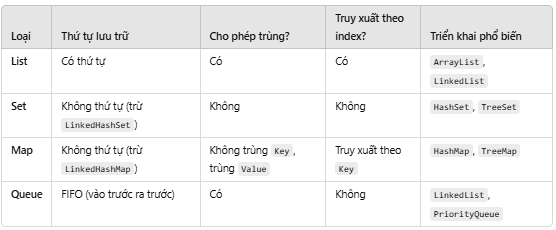 Loại Thứ tự lưu trữ Cho phép trùng? Truy xuất theo index? Triển khai phổ biến
List Có thứ tự Có Có ArrayList,
LinkedList
Set Không thứ tự (trừ Không Không HashSet, TreeSet
LinkedHashSet)
Map Không thứ tự (trừ Không trùng Key, Truy xuất theo HashMap, TreeMap
LinkedHashMap) trùng Value Key
Queue FIFO (vào trước ra trước) Có Không LinkedList,
PriorityQueue